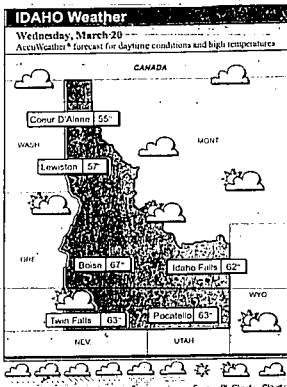 IDAHO Weather
Wednesday, March 20
AccuWeather® forecast for daytime conditions and high temperatures
CANADA
Coeur D'Alene 55°
WASH
MONT
Lewiston 57°
ORE
Boise 67°
Idaho Falls 62°
WYO
Twin Falls 63°
Pocatello 63°
NEV.
UTAH